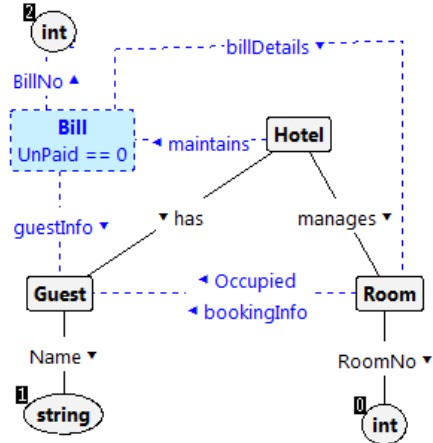 2
int
billDetails ▼
BillNo ▲
Bill
UnPaid == 0
◄ maintains
Hotel
▼ has
manages ▼
guestInfo ▼
Guest
◄ Occupied
◄ bookingInfo
Room
Name ▼
RoomNo ▼
1
string
0
int